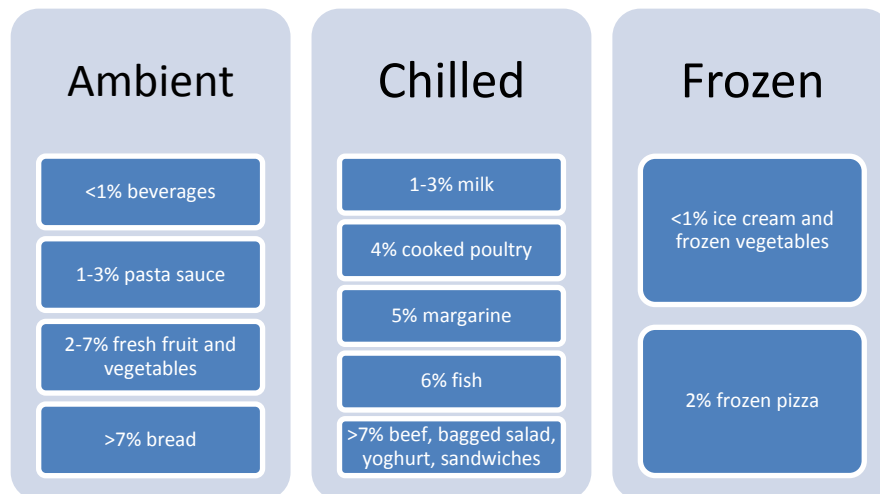 Ambient
<1% beverages
1-3% pasta sauce
2-7% fresh fruit and
vegetables
>7% bread
Chilled
1-3% milk
4% cooked poultry
5% margarine
6% fish
>7% beef, bagged salad,
yoghurt, sandwiches
Frozen
<1% ice cream and
frozen vegetables
2% frozen pizza